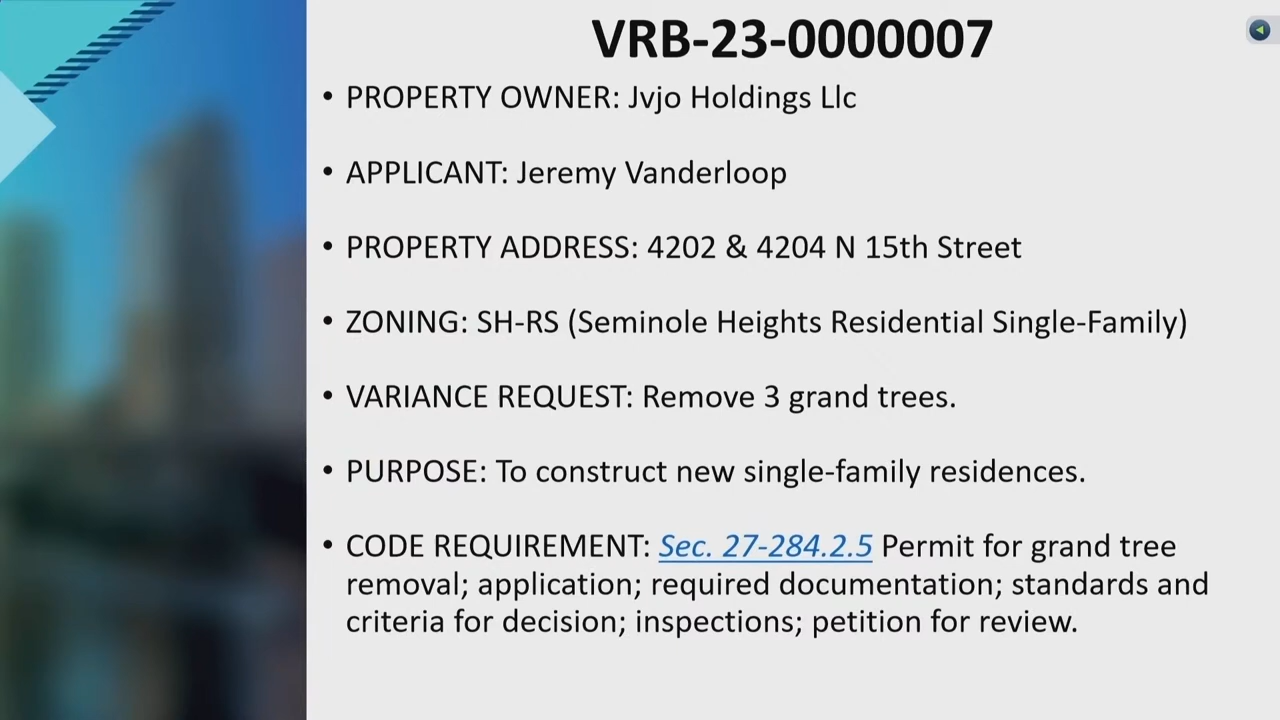 VRB-23-0000007
• PROPERTY OWNER: Jvjo Holdings Llc
• APPLICANT: Jeremy Vanderloop
• PROPERTY ADDRESS: 4202 & 4204 N 15th Street
• ZONING: SH-RS (Seminole Heights Residential Single-Family)
• VARIANCE REQUEST: Remove 3 grand trees.
• PURPOSE: To construct new single-family residences.
• CODE REQUIREMENT: Sec. 27-284.2.5 Permit for grand tree
removal; application; required documentation; standards and
criteria for decision; inspections; petition for review.